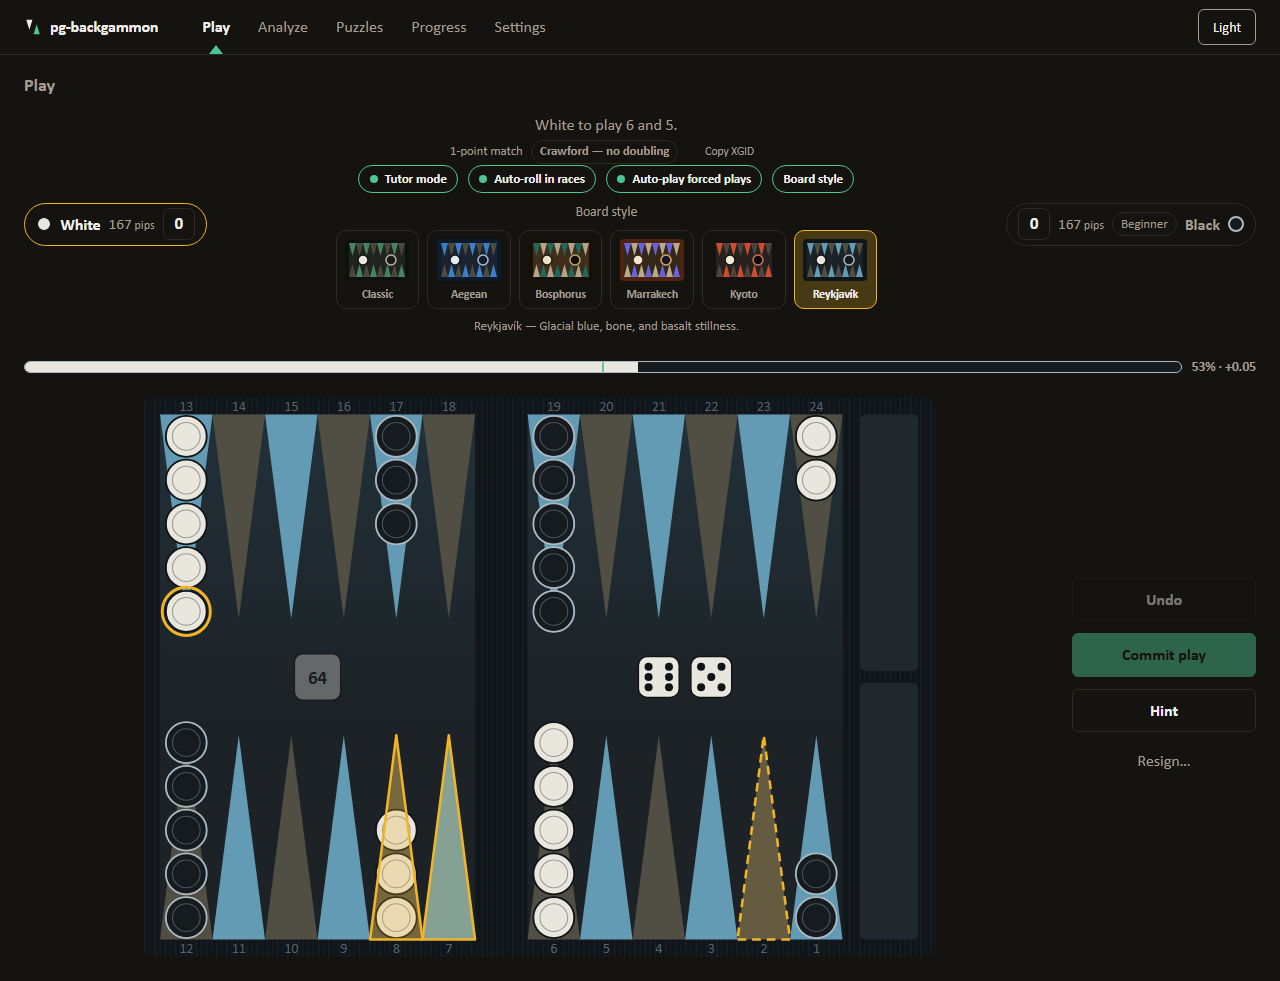 pg-backgammon
Play
Analyze
Puzzles
Progress
Settings
Light
Play
White to play 6 and 5.
1-point match
Crawford — no doubling
Copy XGID
Tutor mode
Auto-roll in races
Auto-play forced plays
Board style
White 167 pips 0
Board style
0 167 pips Beginner Black
Classic
Aegean
Bosphorus
Marrakech
Kyoto
Reykjavík
Reykjavík — Glacial blue, bone, and basalt stillness.
53% · +0.05
13 14 15 16 17 18 19 20 21 22 23 24
64
12 11 10 9 8 7 6 5 4 3 2 1
Undo
Commit play
Hint
Resign...